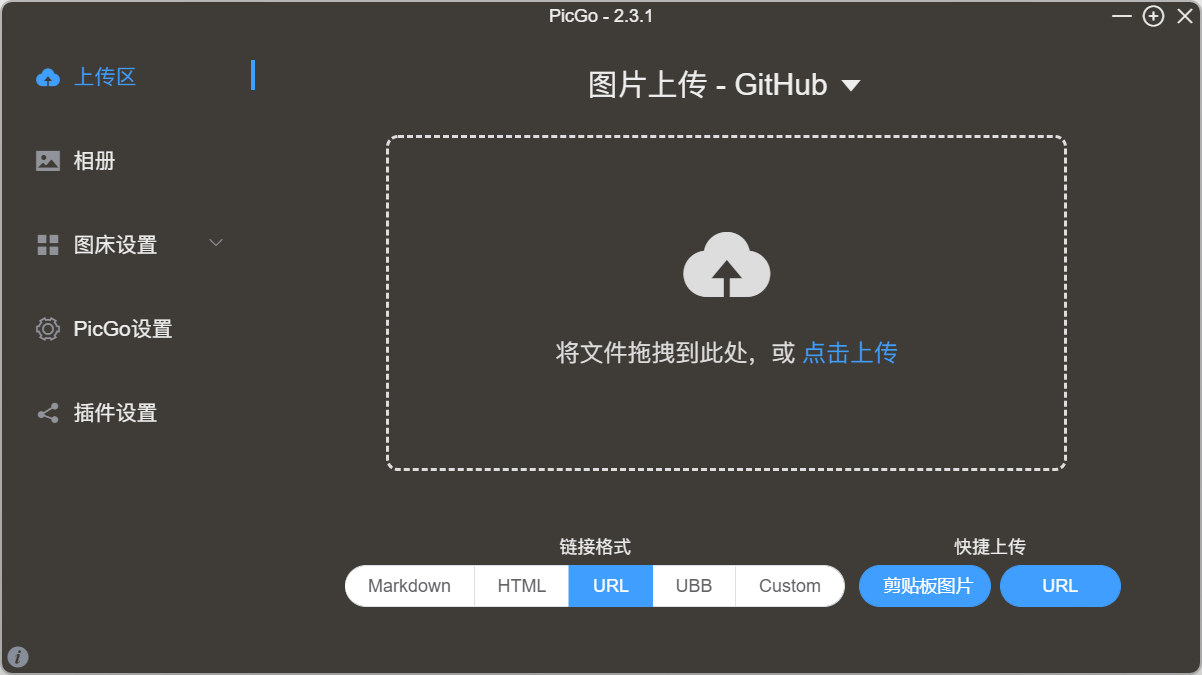 PicGo - 2.3.1
上传区
相册
图床设置
PicGo设置
插件设置
图片上传 - GitHub
将文件拖拽到此处，或 点击上传
链接格式
Markdown HTML URL UBB Custom
快捷上传
剪贴板图片 URL
i